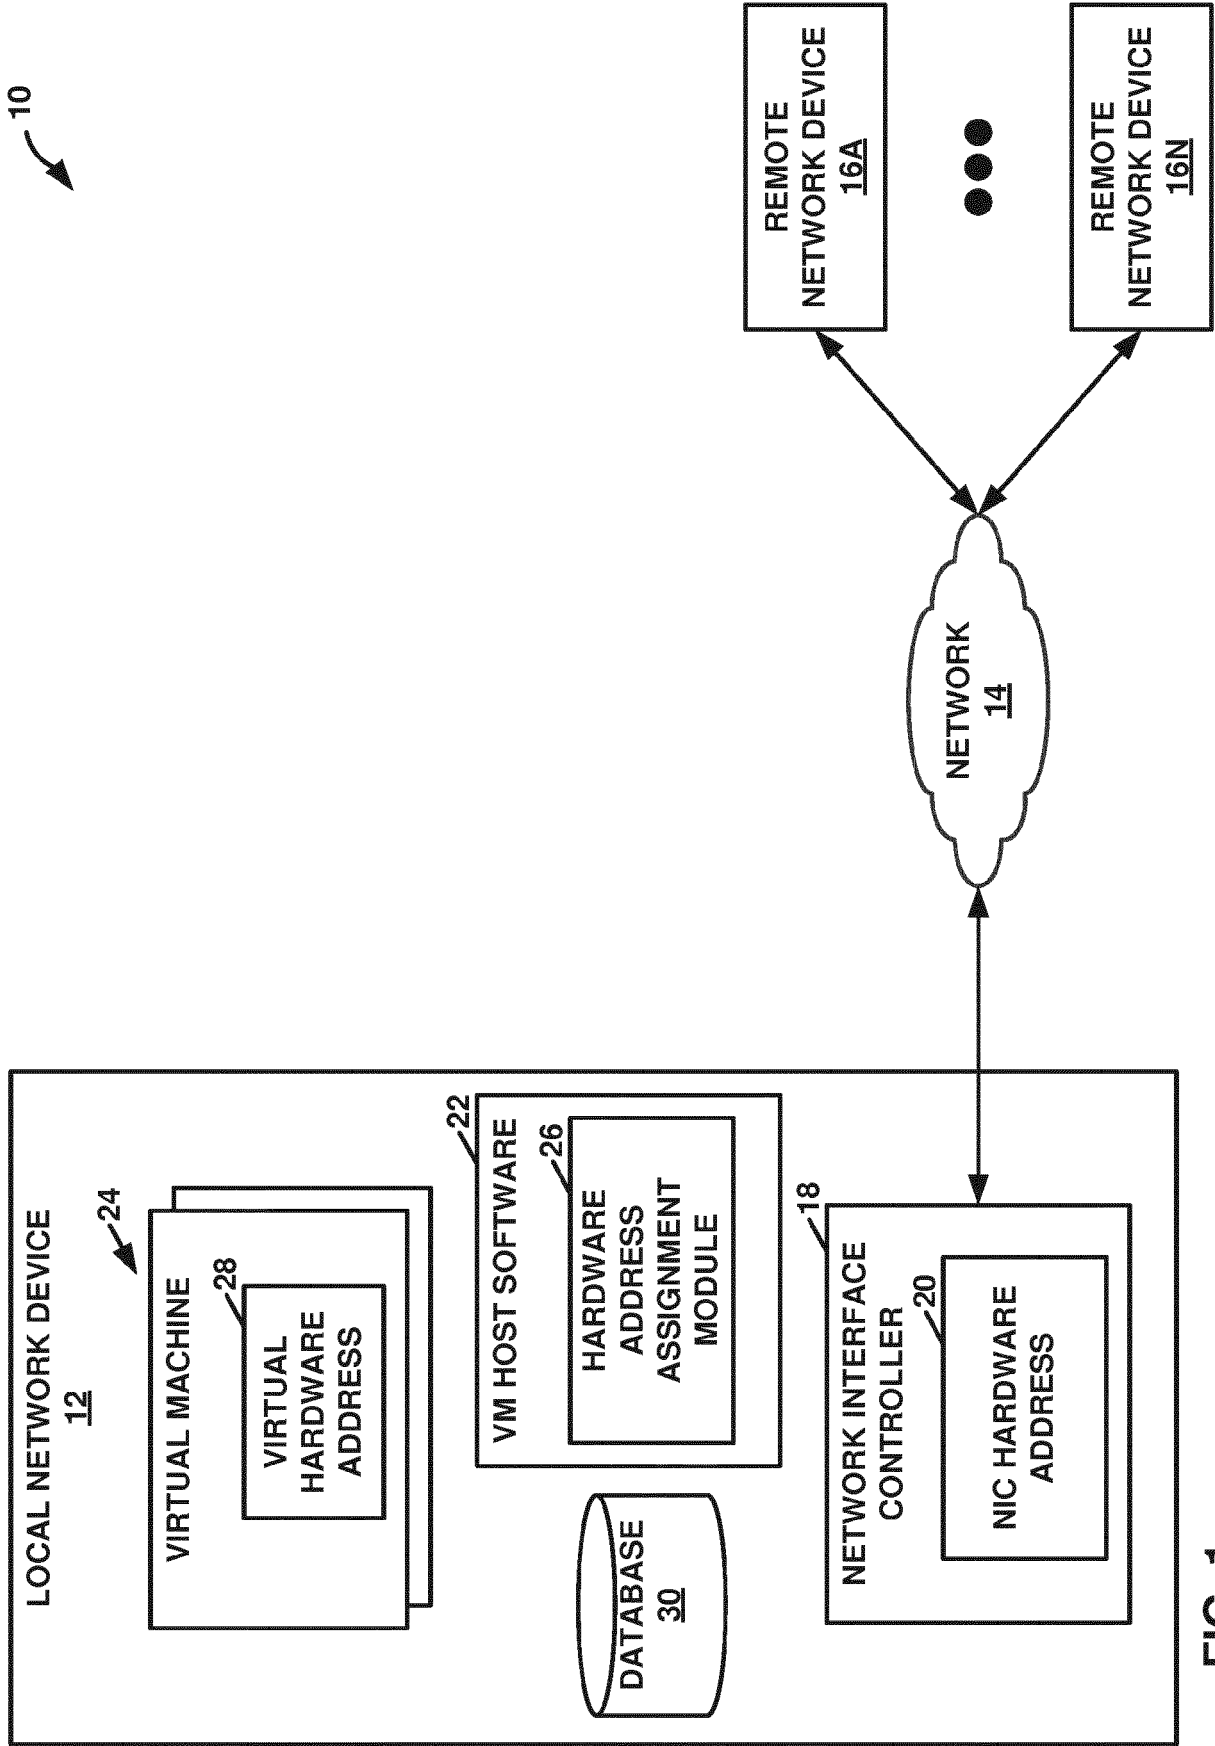 10
LOCAL NETWORK DEVICE
12
24
VIRTUAL MACHINE
28
VIRTUAL
HARDWARE
ADDRESS
22
VM HOST SOFTWARE
26
HARDWARE
ADDRESS
ASSIGNMENT
MODULE
DATABASE
30
18
NETWORK INTERFACE
CONTROLLER
20
NIC HARDWARE
ADDRESS
NETWORK
14
REMOTE
NETWORK DEVICE
16A
REMOTE
NETWORK DEVICE
16N
FIG. 1